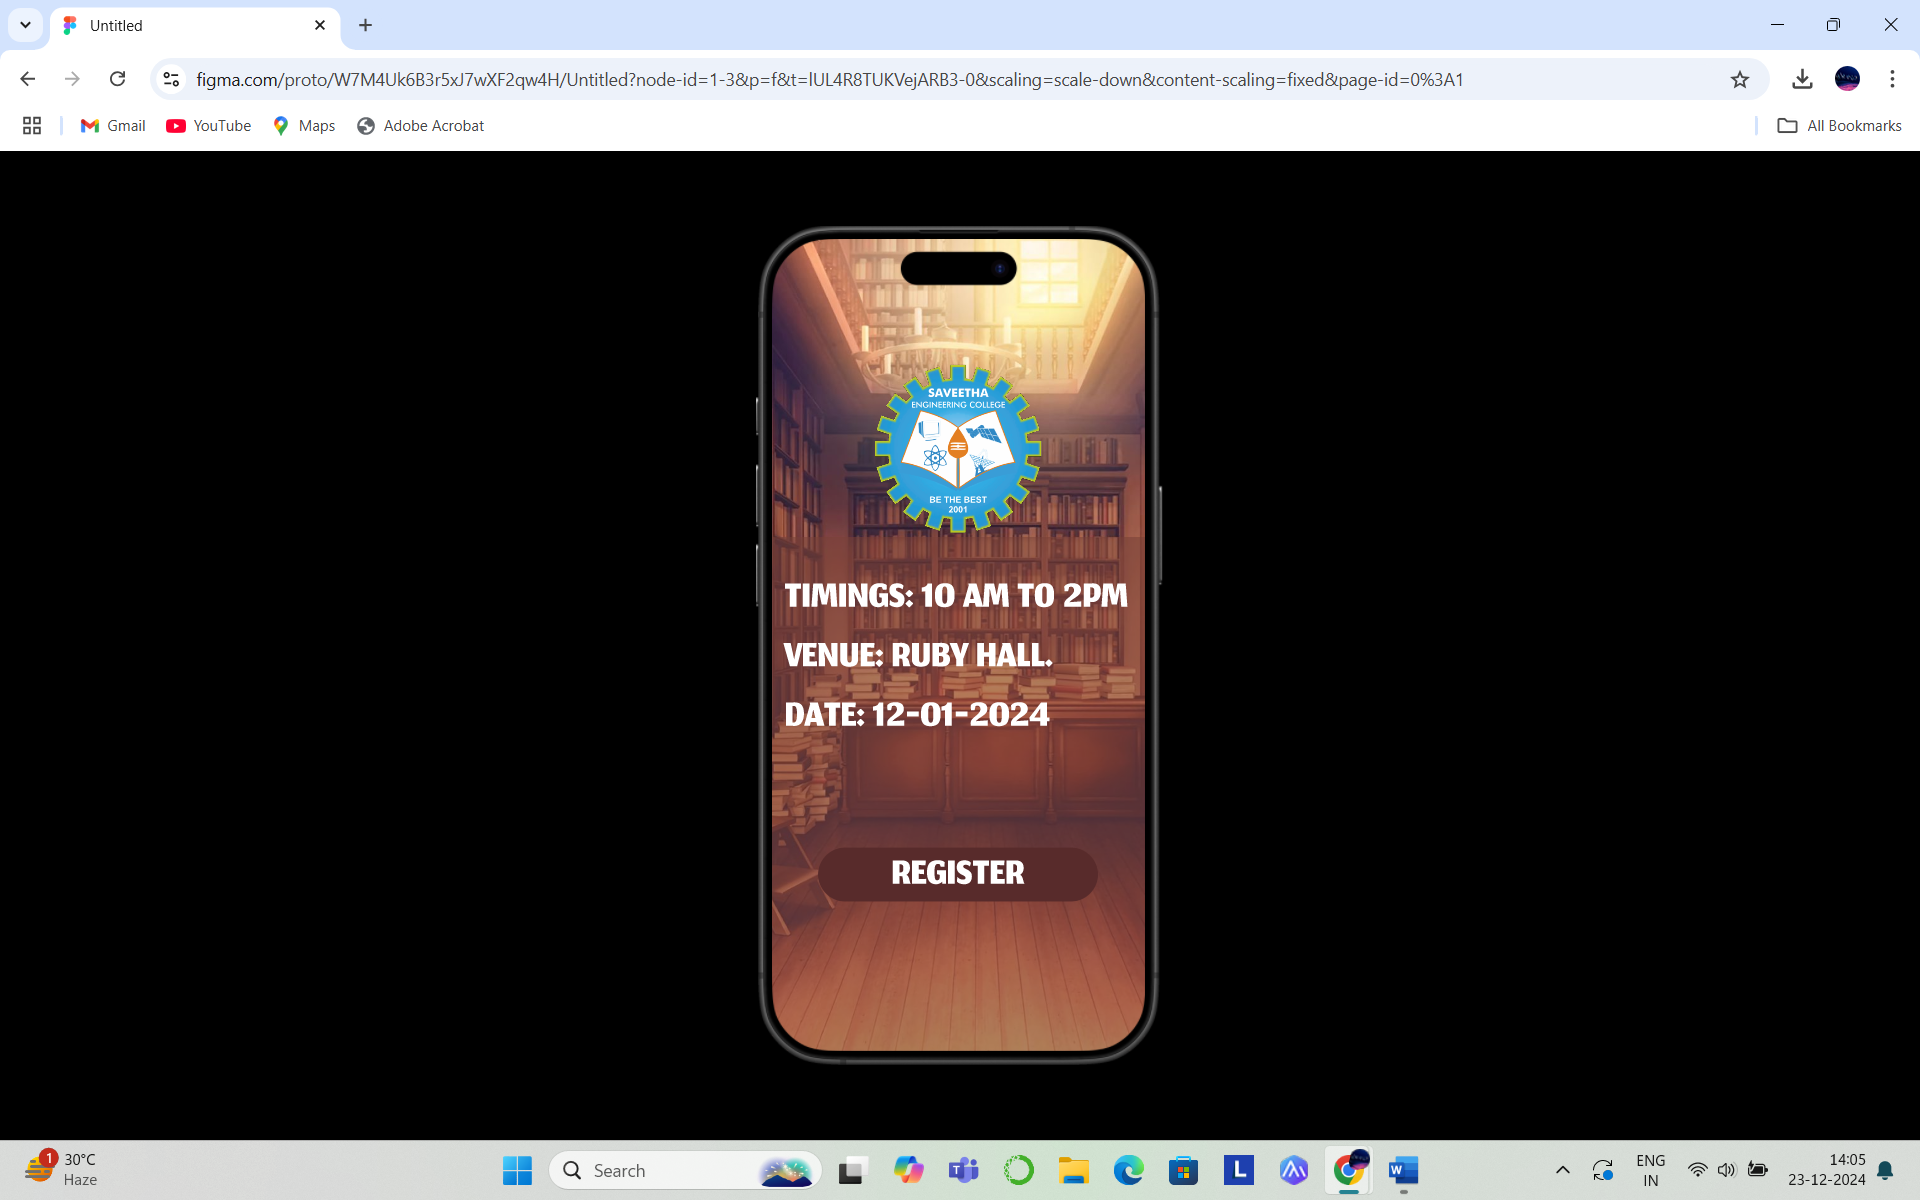 Untitled
figma.com/proto/W7M4Uk6B3r5xJ7wXF2qw4H/Untitled?node-id=1-3&p=f&t=lUL4R8TUKVejARB3-0&scaling=scale-down&content-scaling=fixed&page-id=0%3A1
Gmail
YouTube
Maps
Adobe Acrobat
All Bookmarks
SAVEETHA
ENGINEERING COLLEGE
BE THE BEST
2001
TIMINGS: 10 AM TO 2PM
VENUE: RUBY HALL.
DATE: 12-01-2024
REGISTER
1
30°C
Haze
Search
L
W
ENG
IN
14:05
23-12-2024